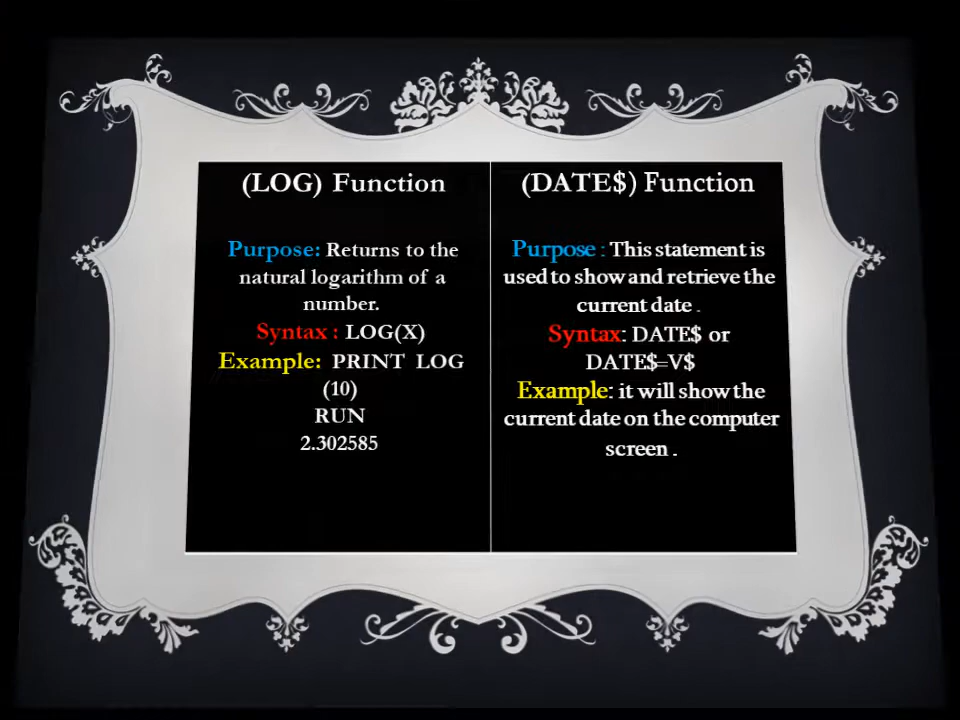 (LOG) Function
Purpose: Returns to the
natural logarithm of a
number.
Syntax : LOG(X)
Example: PRINT LOG
(10)
RUN
2.302585
(DATE$) Function
Purpose : This statement is
used to show and retrieve the
current date .
Syntax: DATE$ or
DATE$=V$
Example: it will show the
current date on the computer
screen .